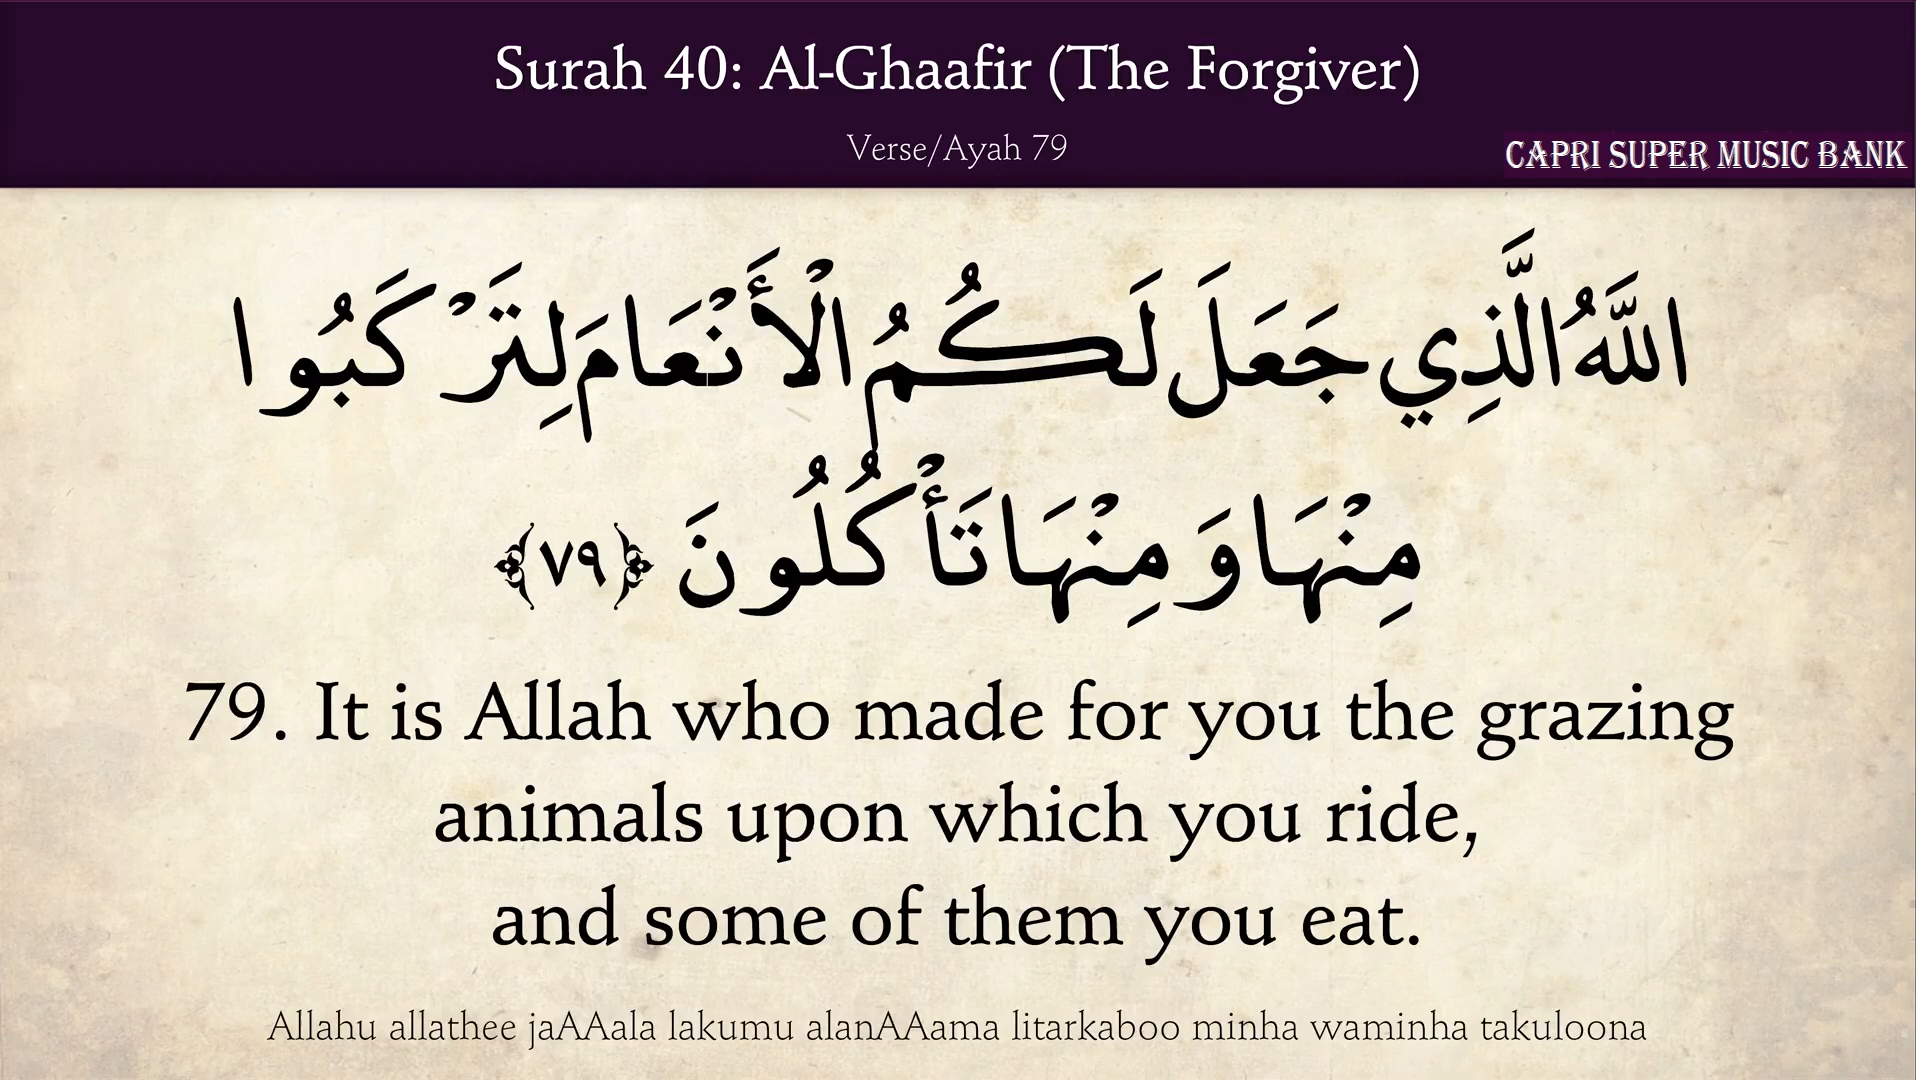 Surah 40: Al-Ghaafir (The Forgiver)
Verse/Ayah 79
CAPRI SUPER MUSIC BANK
اللَّهُ الَّذِي جَعَلَ لَكُمُ الْأَنْعَامَ لِتَرْكَبُوا
مِنْهَا وَمِنْهَا تَأْكُلُونَ ﴿٧٩﴾
79. It is Allah who made for you the grazing
animals upon which you ride,
and some of them you eat.
Allahu allathee jaAAala lakumu alanAAama litarkaboo minha waminha takuloona